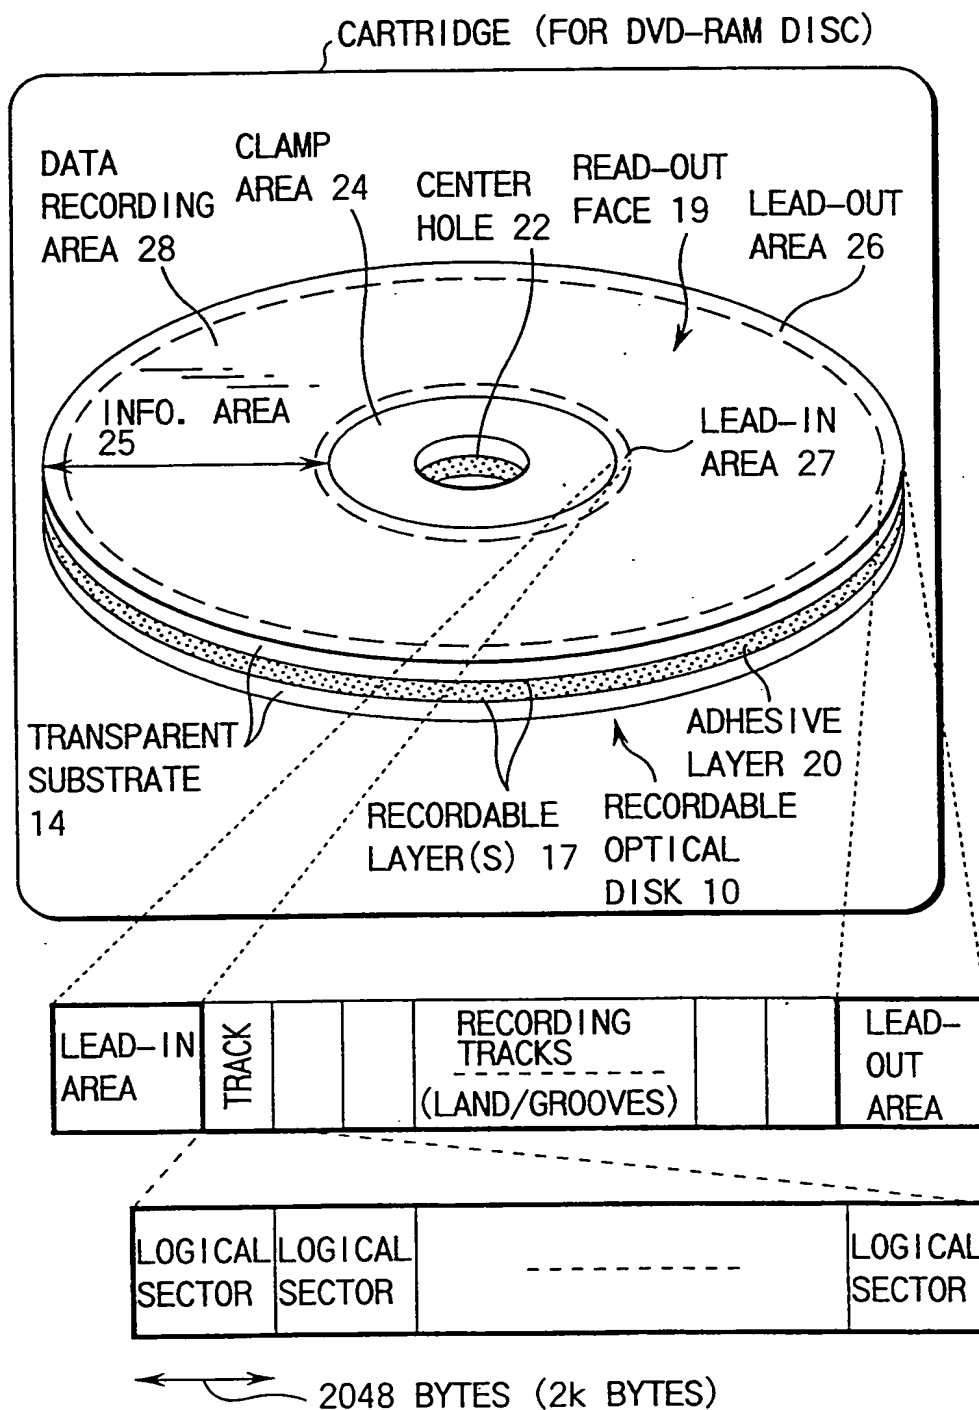 CARTRIDGE (FOR DVD-RAM DISC)
DATA
RECORDING
AREA 28
CLAMP
AREA 24
CENTER
HOLE 22
READ-OUT
FACE 19
LEAD-OUT
AREA 26
INFO. AREA
25
LEAD-IN
AREA 27
TRANSPARENT
SUBSTRATE
14
RECORDABLE
LAYER(S) 17
ADHESIVE
LAYER 20
RECORDABLE
OPTICAL
DISK 10
LEAD-IN
AREA
TRACK
RECORDING
TRACKS
(LAND/GROOVES)
LEAD-
OUT
AREA
LOGICAL
SECTOR
LOGICAL
SECTOR
LOGICAL
SECTOR
2048 BYTES (2k BYTES)